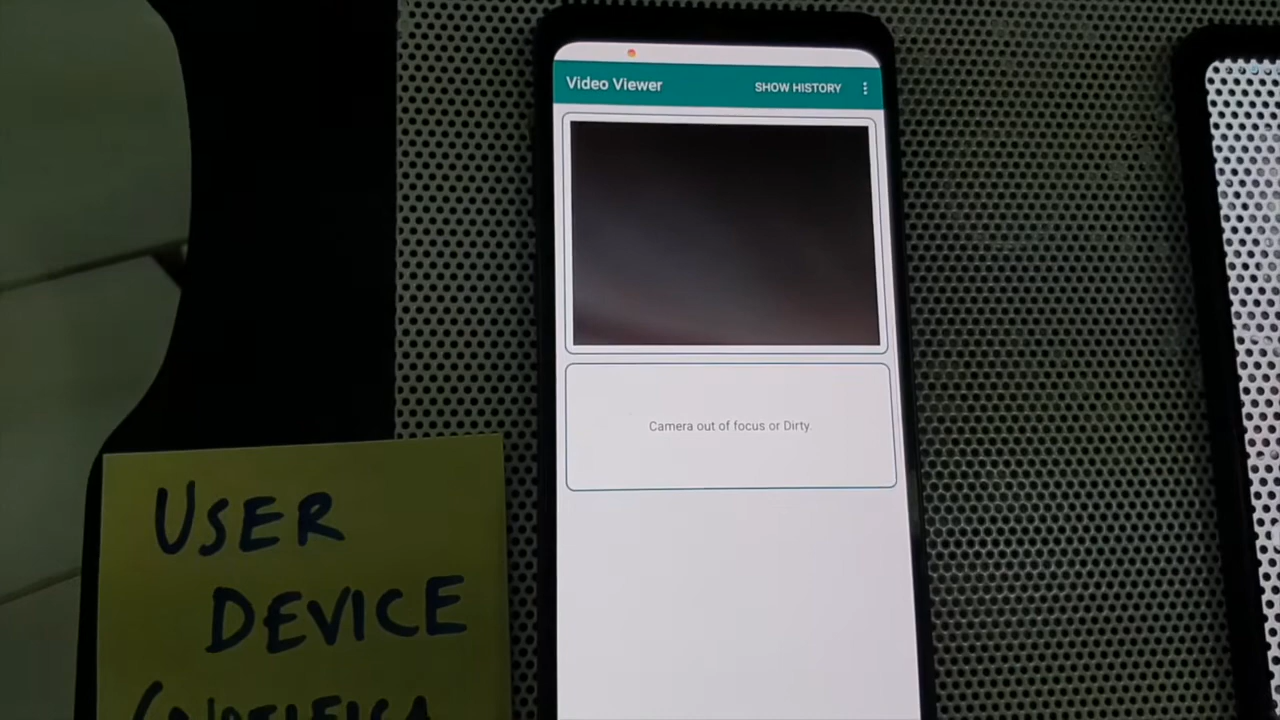 Video Viewer SHOW HISTORY
Camera out of focus or Dirty.
USER
DEVICE